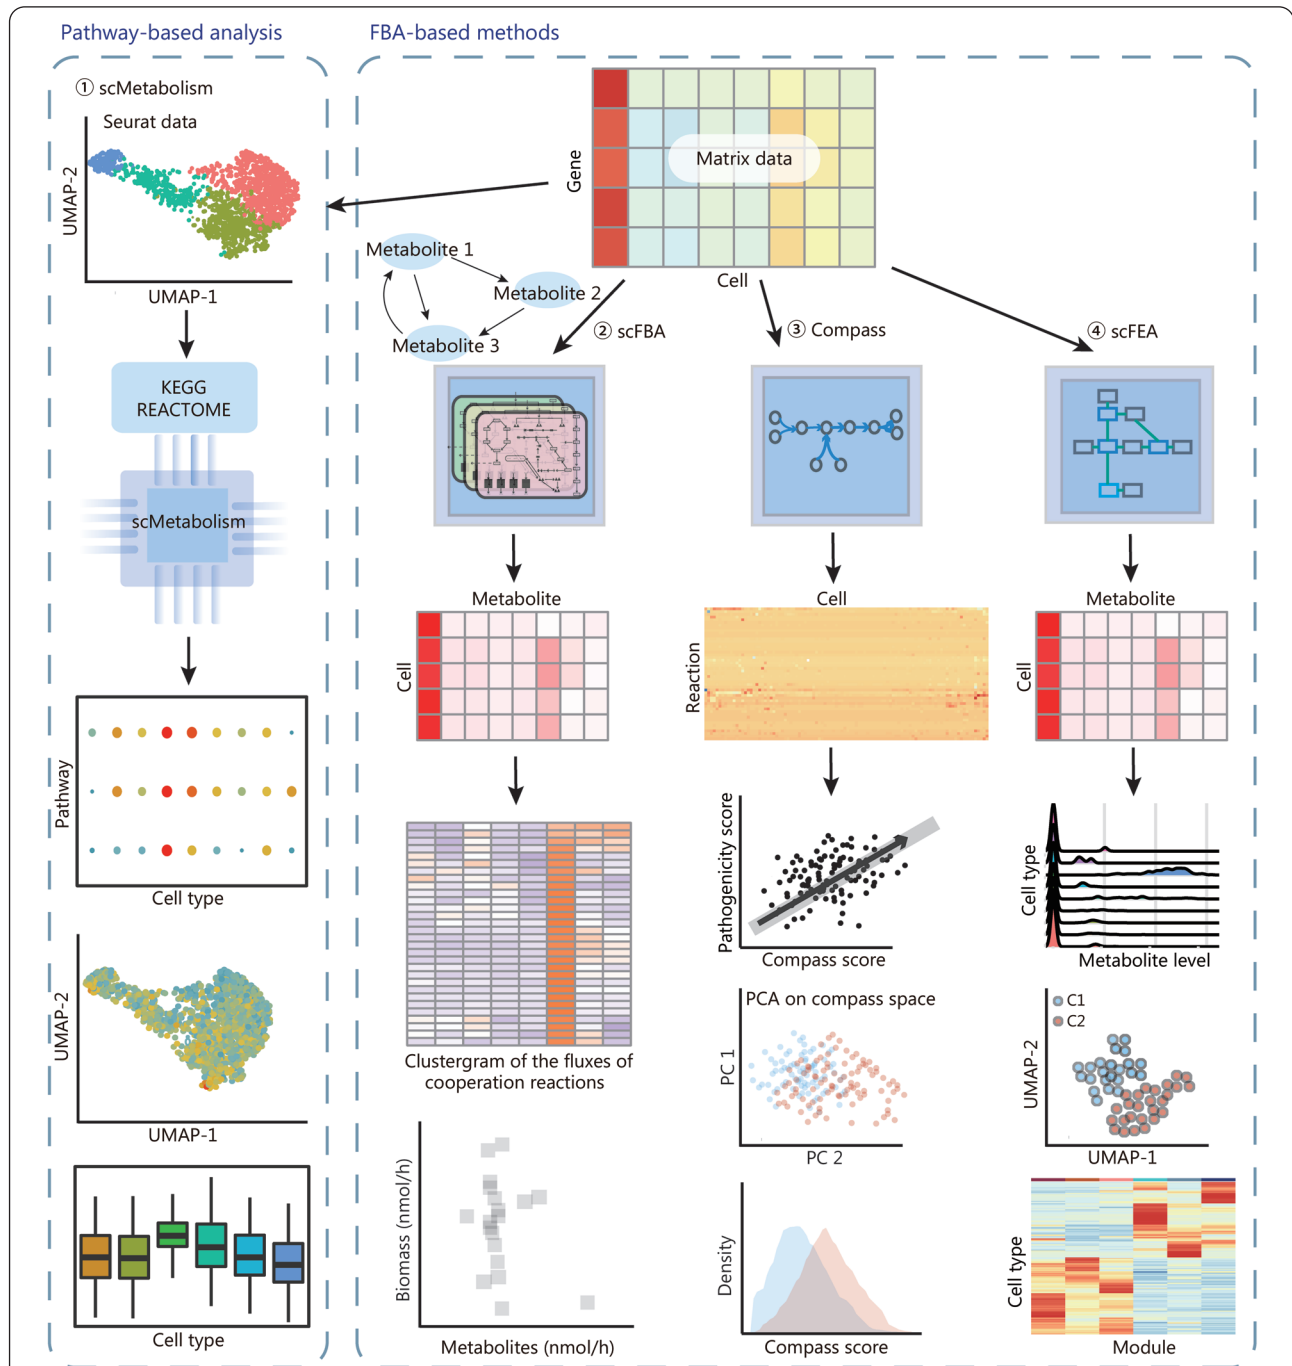 Pathway-based analysis
FBA-based methods
① scMetabolism
Seurat data
UMAP-2
UMAP-1
KEGG
REACTOME
scMetabolism
Pathway
Cell type
UMAP-2
UMAP-1
Cell type
Gene
Matrix data
Cell
Metabolite 1
Metabolite 2
Metabolite 3
② scFBA
③ Compass
④ scFEA
Metabolite
Cell
Clustergram of the fluxes of
cooperation reactions
Biomass (nmol/h)
Metabolites (nmol/h)
Cell
Reaction
Pathogenicity score
Compass score
PCA on compass space
PC 1
PC 2
Density
Compass score
Metabolite
Cell
Cell type
Metabolite level
C1
C2
UMAP-2
UMAP-1
Cell type
Module